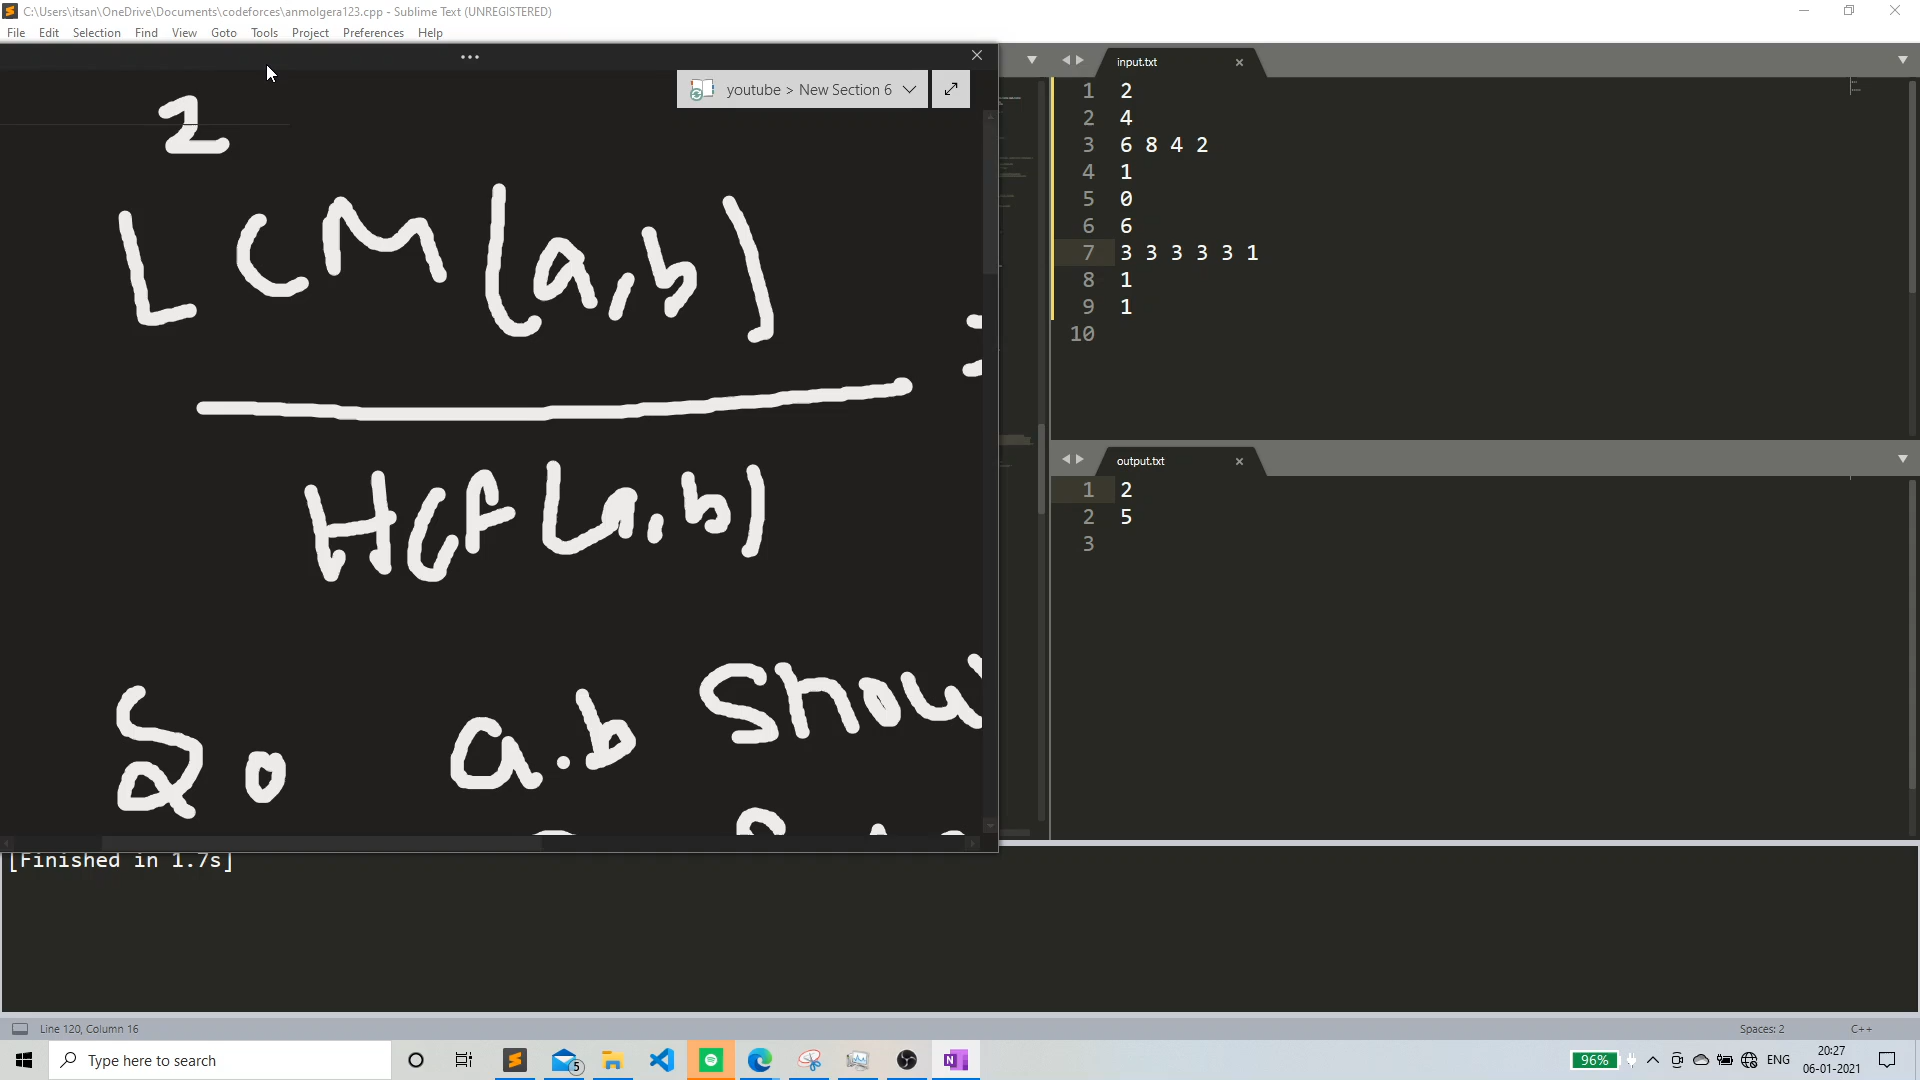 C:\Users\itsan\OneDrive\Documents\codeforces\anmolgera123.cpp - Sublime Text (UNREGISTERED)
File Edit Selection Find View Goto Tools Project Preferences Help
youtube > New Section 6
2
LCM(a,b)
HCF(a,b)
So a.b
input.txt
1 2
2 4
3 6 8 4 2
4 1
5 0
6 6
7 3 3 3 3 3 1
8 1
9 1
10
output.txt
1 2
2 5
3
[Finished in 1.7s]
Line 120, Column 16
Spaces: 2
C++
Type here to search
5
96%
ENG
20:27
06-01-2021